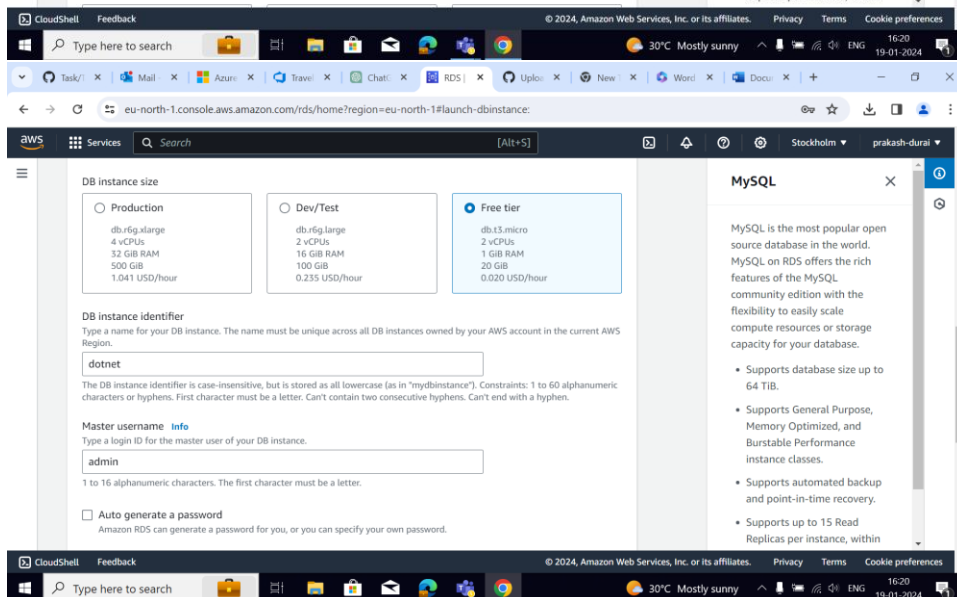 CloudShell Feedback © 2024, Amazon Web Services, Inc. or its affiliates. Privacy Terms Cookie preferences
Type here to search 30°C Mostly sunny ENG 16:20
19-01-2024
Task/ Mail - Azure Travel Chat RDS | Uploa New Word Docu
eu-north-1.console.aws.amazon.com/rds/home?region=eu-north-1#launch-dbinstance:
aws Services Search [Alt+S] Stockholm prakash-durai
DB instance size
Production
db.r6g.xlarge
4 vCPUs
32 GiB RAM
500 GiB
1.041 USD/hour
Dev/Test
db.r6g.large
2 vCPUs
16 GiB RAM
100 GiB
0.235 USD/hour
Free tier
db.t3.micro
2 vCPUs
1 GiB RAM
20 GiB
0.020 USD/hour
DB instance identifier
Type a name for your DB instance. The name must be unique across all DB instances owned by your AWS account in the current AWS
Region.
dotnet
The DB instance identifier is case-insensitive, but is stored as all lowercase (as in "mydbinstance"). Constraints: 1 to 60 alphanumeric
characters or hyphens. First character must be a letter. Can't contain two consecutive hyphens. Can't end with a hyphen.
Master username Info
Type a login ID for the master user of your DB instance.
admin
1 to 16 alphanumeric characters. The first character must be a letter.
Auto generate a password
Amazon RDS can generate a password for you, or you can specify your own password.
MySQL
MySQL is the most popular open
source database in the world.
MySQL on RDS offers the rich
features of the MySQL
community edition with the
flexibility to easily scale
compute resources or storage
capacity for your database.
• Supports database size up to
64 TiB.
• Supports General Purpose,
Memory Optimized, and
Burstable Performance
instance classes.
• Supports automated backup
and point-in-time recovery.
• Supports up to 15 Read
Replicas per instance, within
CloudShell Feedback © 2024, Amazon Web Services, Inc. or its affiliates. Privacy Terms Cookie preferences
Type here to search 30°C Mostly sunny ENG 16:20
19-01-2024